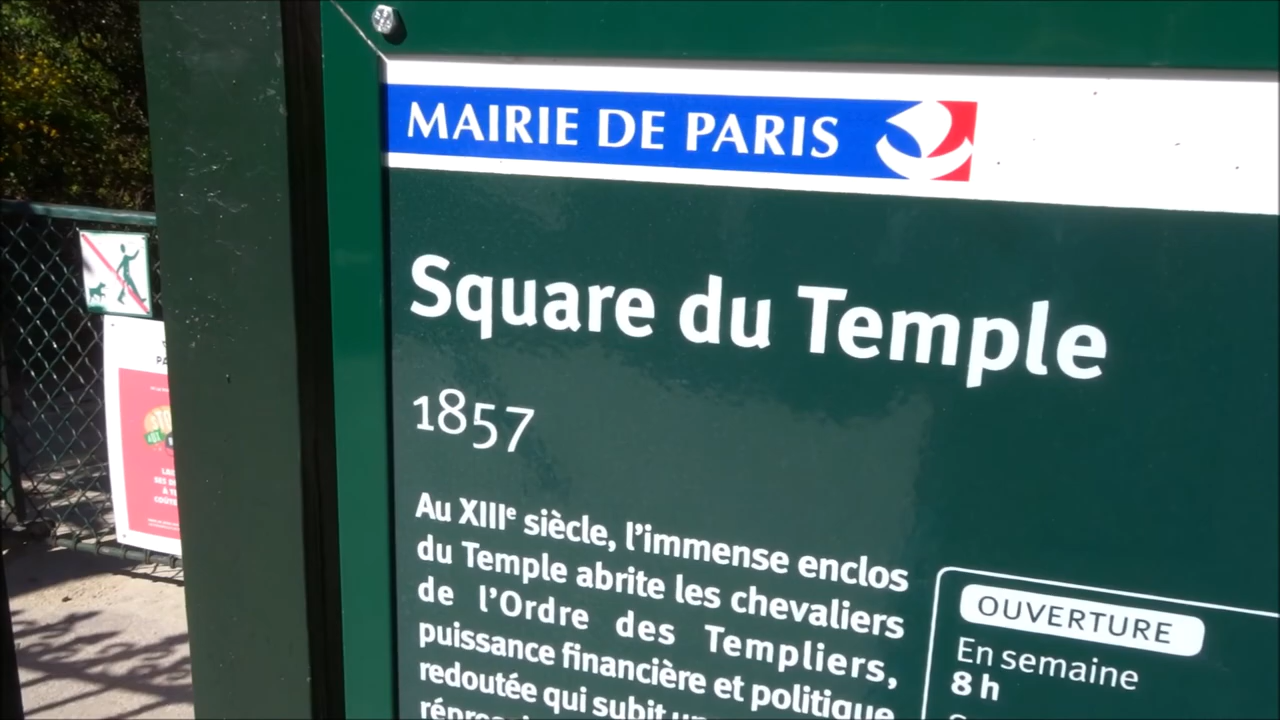 MAIRIE DE PARIS
Square du Temple
1857
Au XIIIe siècle, l'immense enclos
du Temple abrite les chevaliers
de l'Ordre des Templiers,
puissance financière et politique
redoutée qui subit
OUVERTURE
En semaine
8 h